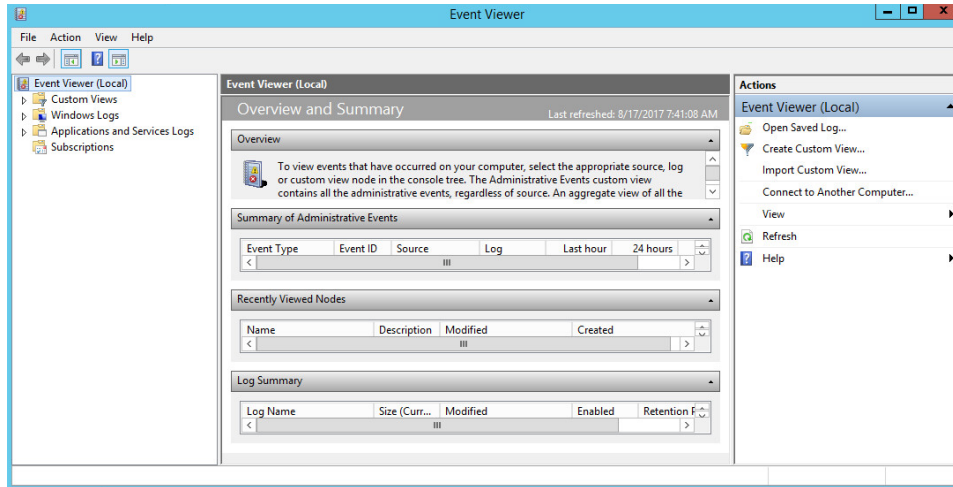 Event Viewer
File Action View Help
Event Viewer (Local)
Custom Views
Windows Logs
Applications and Services Logs
Subscriptions
Event Viewer (Local)
Overview and Summary
Last refreshed: 8/17/2017 7:41:08 AM
Overview
To view events that have occurred on your computer, select the appropriate source, log
or custom view node in the console tree. The Administrative Events custom view
contains all the administrative events, regardless of source. An aggregate view of all the
Summary of Administrative Events
Event Type Event ID Source Log Last hour 24 hours
Recently Viewed Nodes
Name Description Modified Created
Log Summary
Log Name Size (Curr... Modified Enabled Retention P
Actions
Event Viewer (Local)
Open Saved Log...
Create Custom View...
Import Custom View...
Connect to Another Computer...
View
Refresh
Help